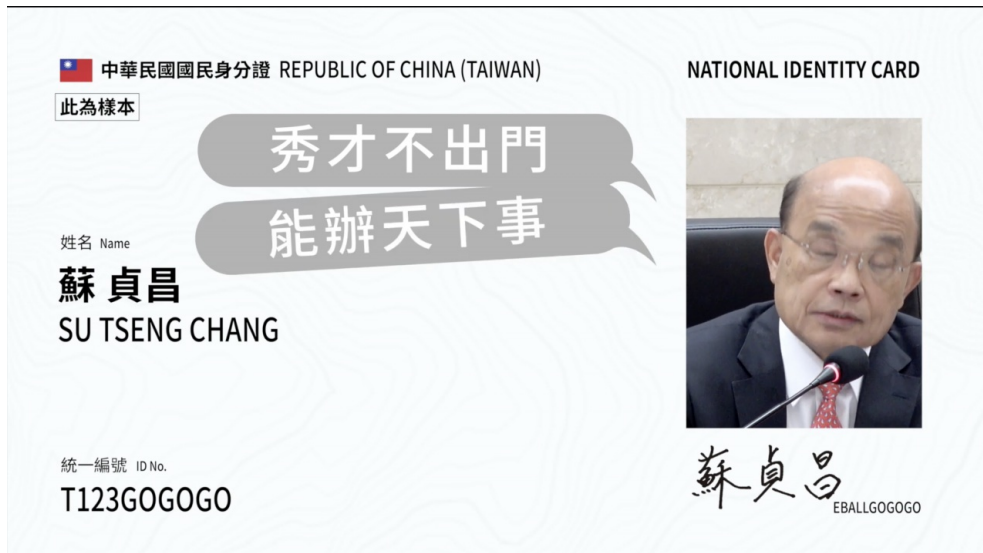 中華民國國民身分證 REPUBLIC OF CHINA (TAIWAN)
NATIONAL IDENTITY CARD
此為樣本
秀才不出門
能辦天下事
姓名 Name
蘇 貞昌
SU TSENG CHANG
統一編號 ID No.
T123GOGOGO
蘇貞昌
EBALLGOGOGO